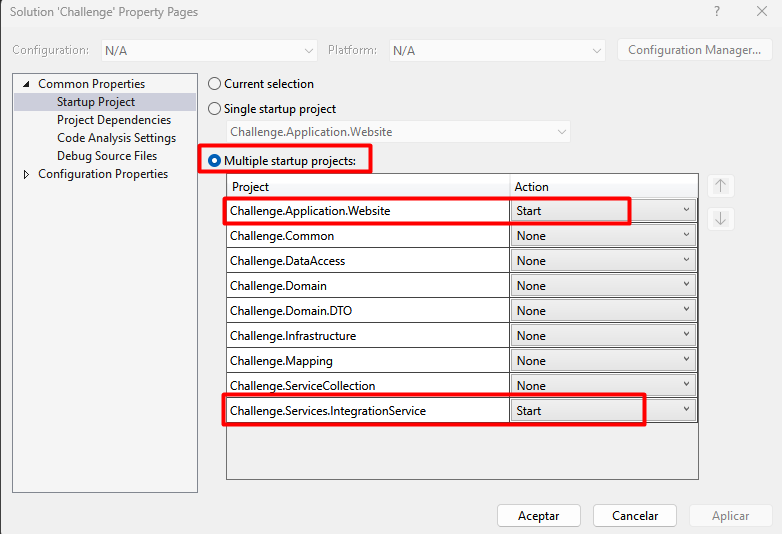 Solution 'Challenge' Property Pages ?
Configuration: N/A Platform: N/A Configuration Manager...
Common Properties
Startup Project
Project Dependencies
Code Analysis Settings
Debug Source Files
Configuration Properties
Current selection
Single startup project
Challenge.Application.Website
Multiple startup projects:
Project Action
Challenge.Application.Website Start
Challenge.Common None
Challenge.DataAccess None
Challenge.Domain None
Challenge.Domain.DTO None
Challenge.Infrastructure None
Challenge.Mapping None
Challenge.ServiceCollection None
Challenge.Services.IntegrationService Start
Aceptar Cancelar Aplicar